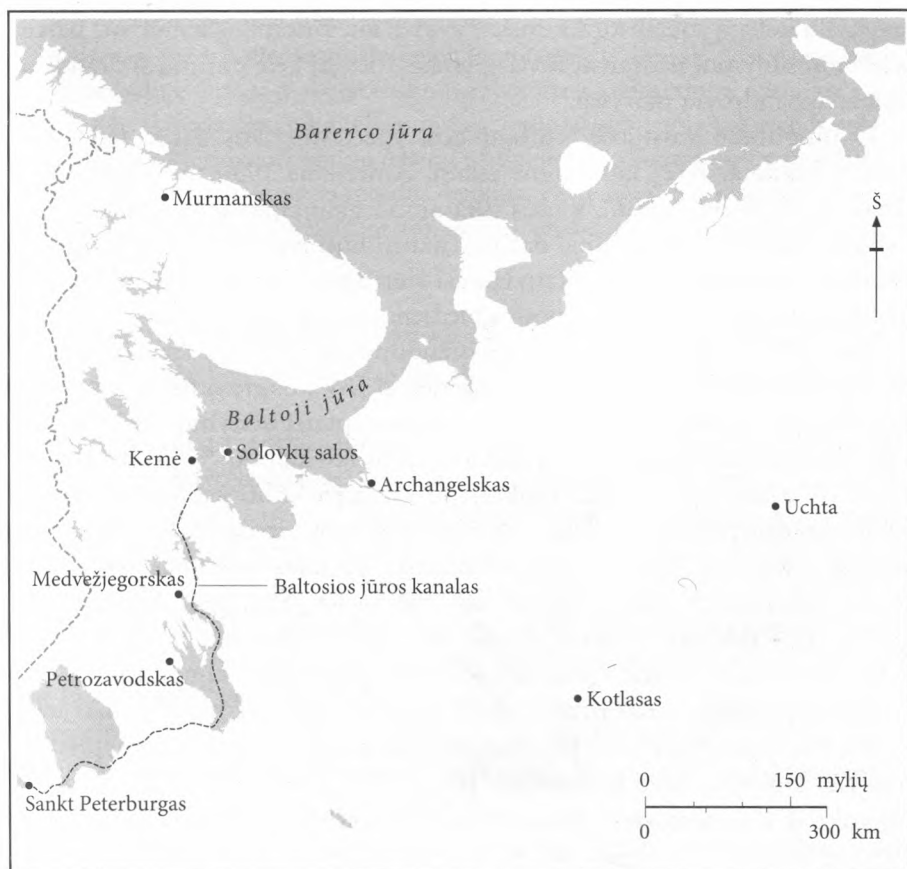 Barenco jūra
Š
Murmanskas
Baltoji jūra
Kemė
Solovkų salos
Archangelskas
Uchta
Medvežjegorskas
Baltosios jūros kanalas
Petrozavodskas
Kotlasas
0 150 mylių
Sankt Peterburgas
0 300 km